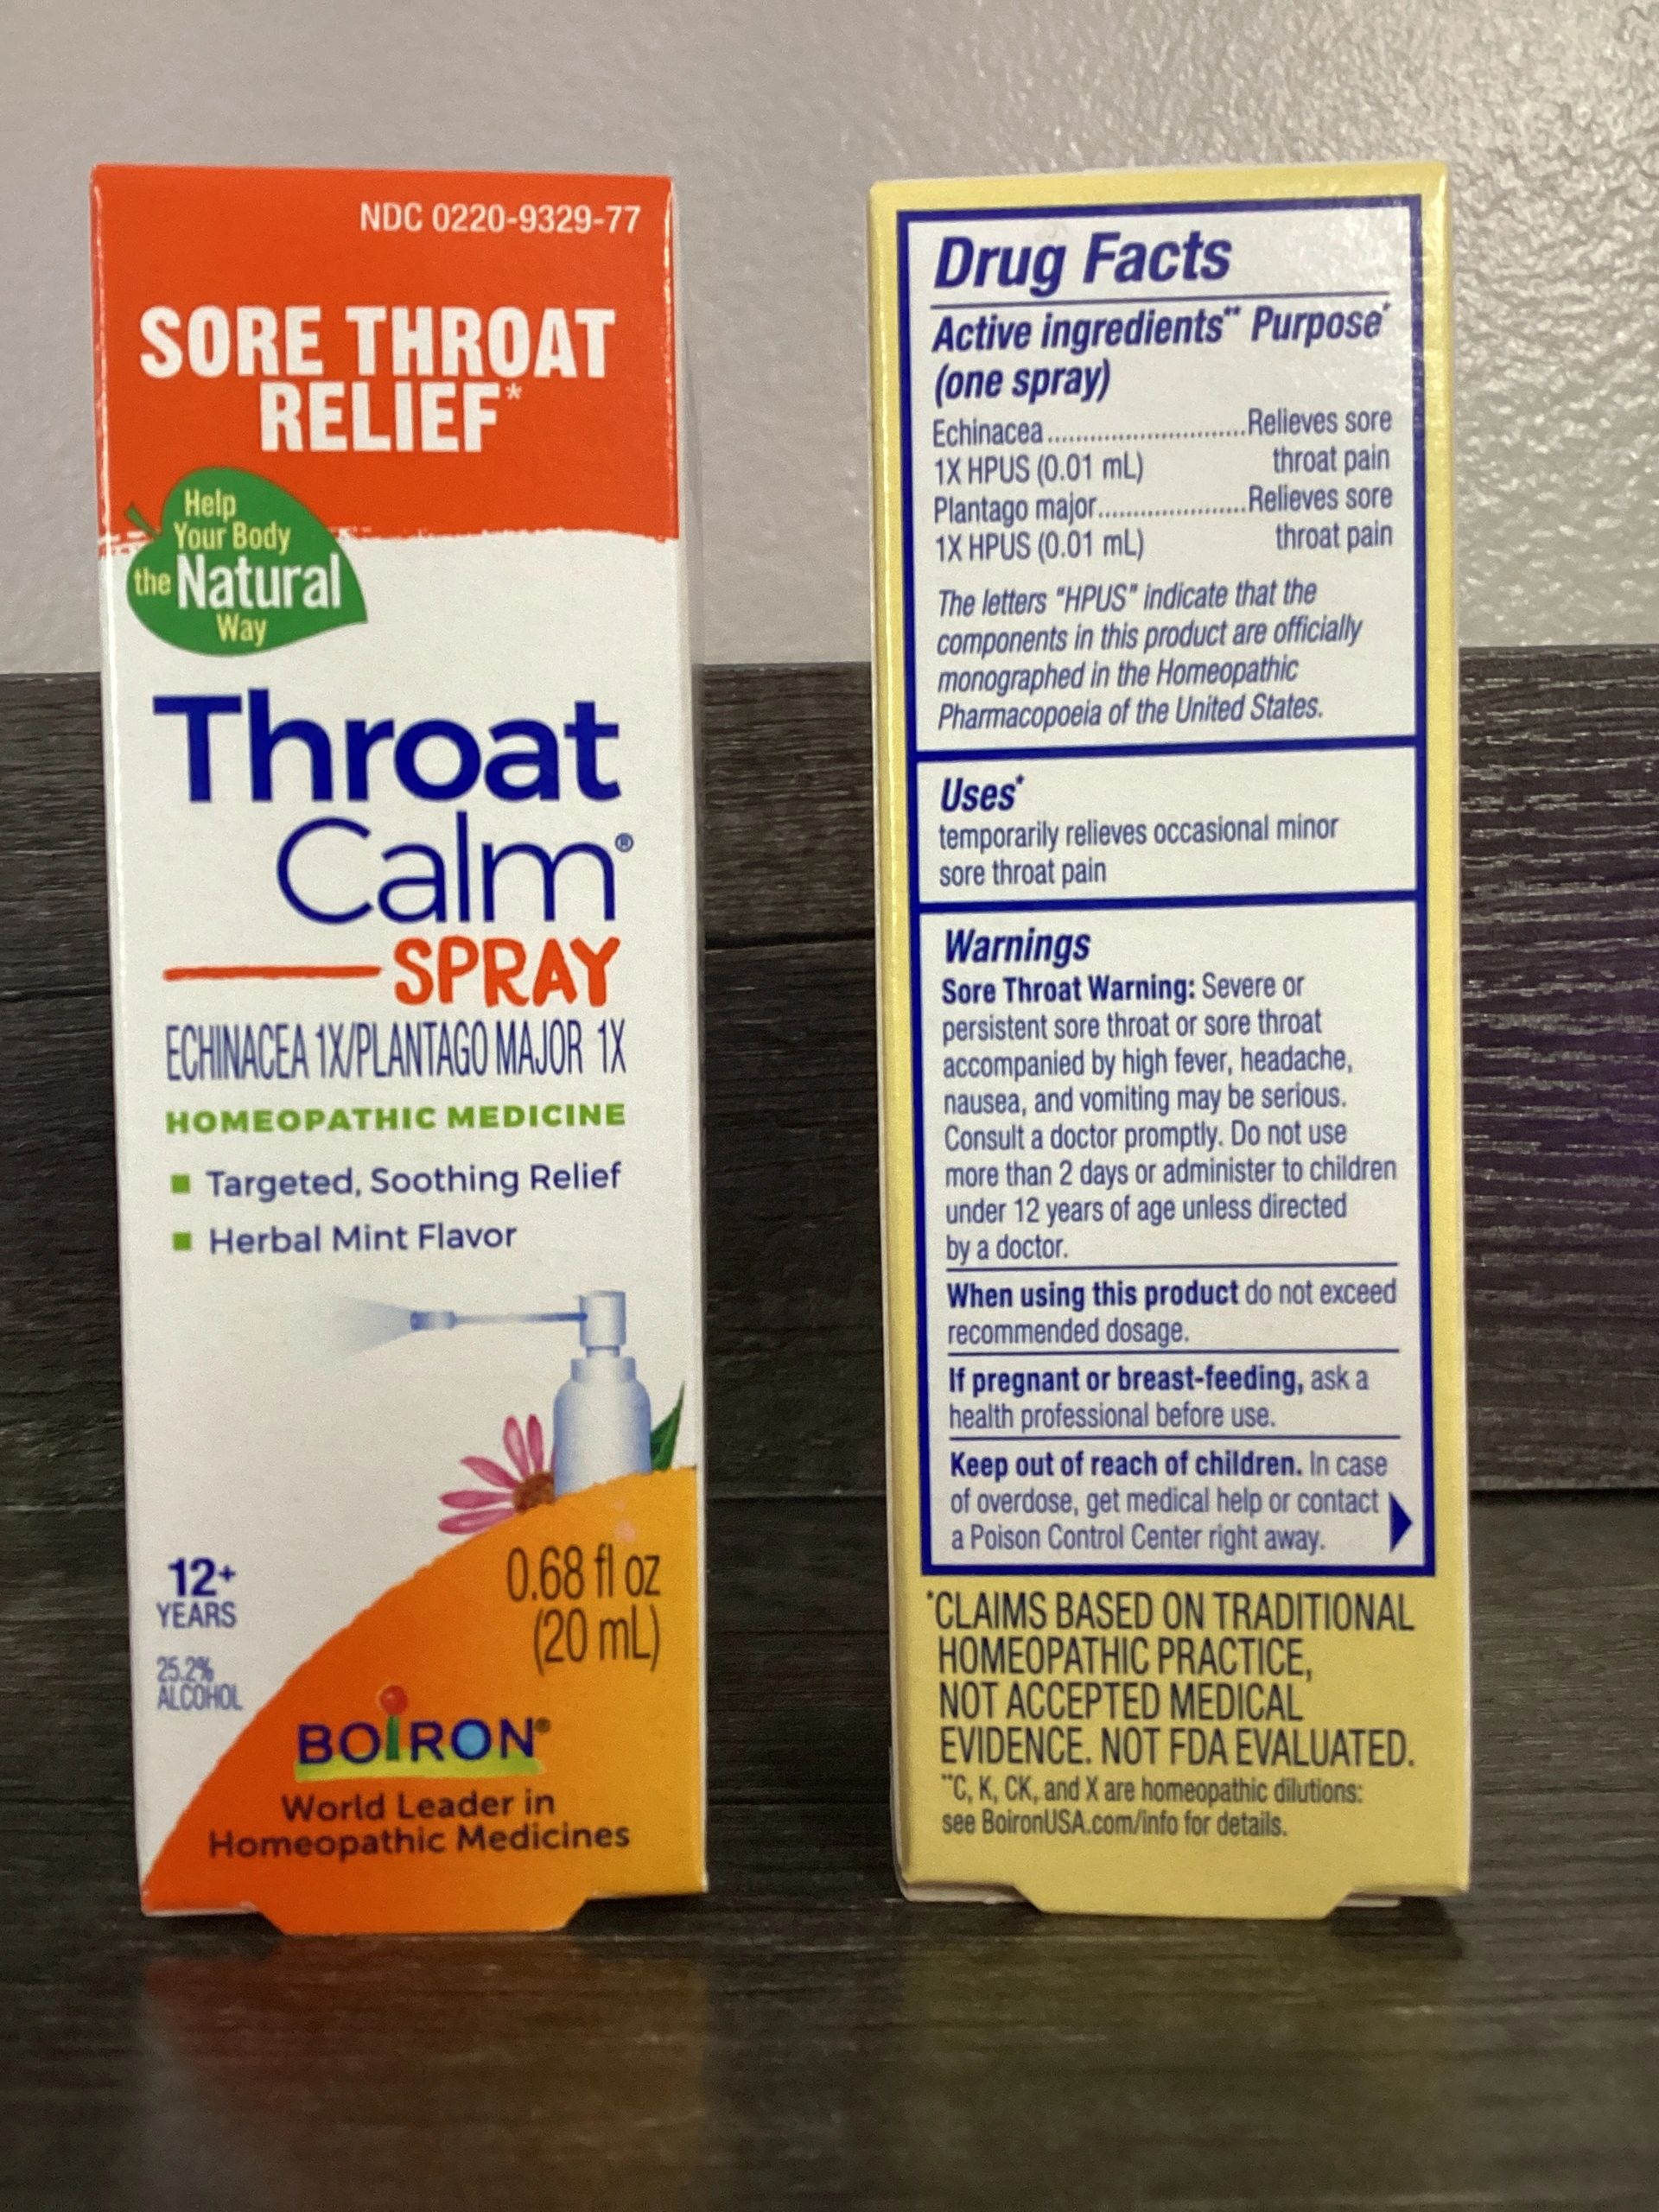 NDC 0220-9329-77
SORE THROAT
RELIEF*
Help
Your Body
the Natural
Way
Throat
Calm®
SPRAY
ECHINACEA 1X/PLANTAGO MAJOR 1X
HOMEOPATHIC MEDICINE
Targeted, Soothing Relief
Herbal Mint Flavor
12+
YEARS
25.2%
ALCOHOL
0.68 fl oz
(20 mL)
BOIRON®
World Leader in
Homeopathic Medicines
Drug Facts
Active ingredients** Purpose*
(one spray)
Echinacea............................Relieves sore
1X HPUS (0.01 mL) throat pain
Plantago major.....................Relieves sore
1X HPUS (0.01 mL) throat pain
The letters "HPUS" indicate that the
components in this product are officially
monographed in the Homeopathic
Pharmacopoeia of the United States.
Uses*
temporarily relieves occasional minor
sore throat pain
Warnings
Sore Throat Warning: Severe or
persistent sore throat or sore throat
accompanied by high fever, headache,
nausea, and vomiting may be serious.
Consult a doctor promptly. Do not use
more than 2 days or administer to children
under 12 years of age unless directed
by a doctor.
When using this product do not exceed
recommended dosage.
If pregnant or breast-feeding, ask a
health professional before use.
Keep out of reach of children. In case
of overdose, get medical help or contact
a Poison Control Center right away.
*CLAIMS BASED ON TRADITIONAL
HOMEOPATHIC PRACTICE,
NOT ACCEPTED MEDICAL
EVIDENCE. NOT FDA EVALUATED.
**C, K, CK, and X are homeopathic dilutions:
see BoironUSA.com/info for details.